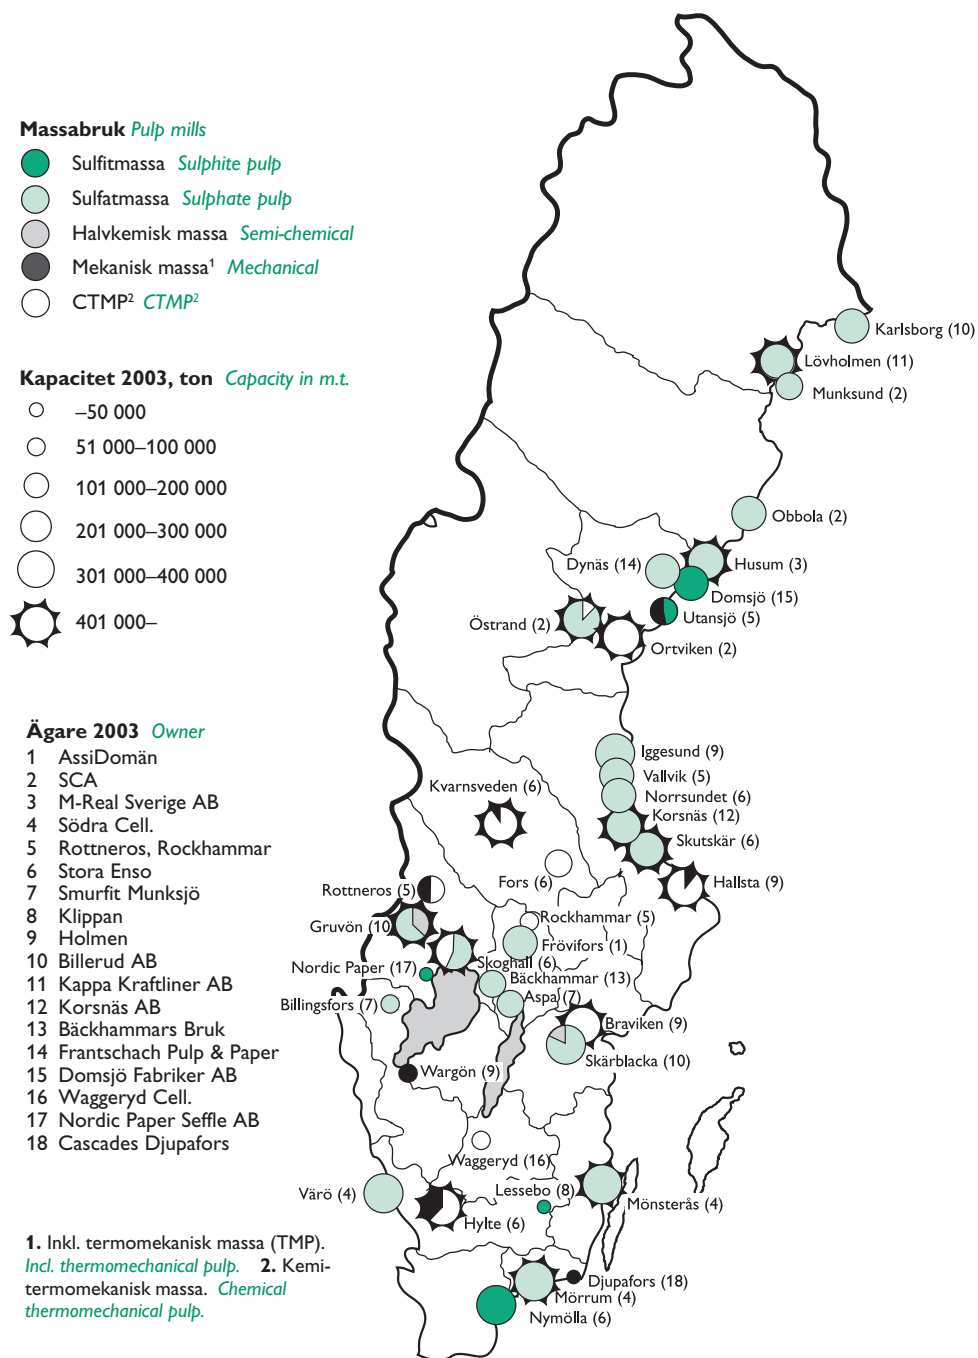 Massabruk Pulp mills
Sulfitmassa Sulphite pulp
Sulfatmassa Sulphate pulp
Halvkemisk massa Semi-chemical
Mekanisk massa¹ Mechanical
CTMP² CTMP²
Kapacitet 2003, ton Capacity in m.t.
–50 000
51 000–100 000
101 000–200 000
201 000–300 000
301 000–400 000
401 000–
Ägare 2003 Owner
1 AssiDomän
2 SCA
3 M-Real Sverige AB
4 Södra Cell.
5 Rottneros, Rockhammar
6 Stora Enso
7 Smurfit Munksjö
8 Klippan
9 Holmen
10 Billerud AB
11 Kappa Kraftliner AB
12 Korsnäs AB
13 Bäckhammars Bruk
14 Frantschach Pulp & Paper
15 Domsjö Fabriker AB
16 Waggeryd Cell.
17 Nordic Paper Seffle AB
18 Cascades Djupafors
1. Inkl. termomekanisk massa (TMP).
Incl. thermomechanical pulp. 2. Kemi-
termomekanisk massa. Chemical
thermomechanical pulp.
Karlsborg (10)
Lövholmen (11)
Munksund (2)
Obbola (2)
Dynäs (14)
Husum (3)
Domsjö (15)
Utansjö (5)
Östrand (2)
Ortviken (2)
Iggesund (9)
Vallvik (5)
Kvarnsveden (6)
Norrsundet (6)
Korsnäs (12)
Skutskär (6)
Fors (6)
Hallsta (9)
Rottneros (5)
Rockhammar (5)
Gruvön (10)
Frövifors (1)
Skoghall (6)
Nordic Paper (17)
Bäckhammar (13)
Billingsfors (7)
Aspa (7)
Braviken (9)
Skärblacka (10)
Wargön (9)
Waggeryd (16)
Värö (4)
Lessebo (8)
Mönsterås (4)
Hylte (6)
Djupafors (18)
Mörrum (4)
Nymölla (6)